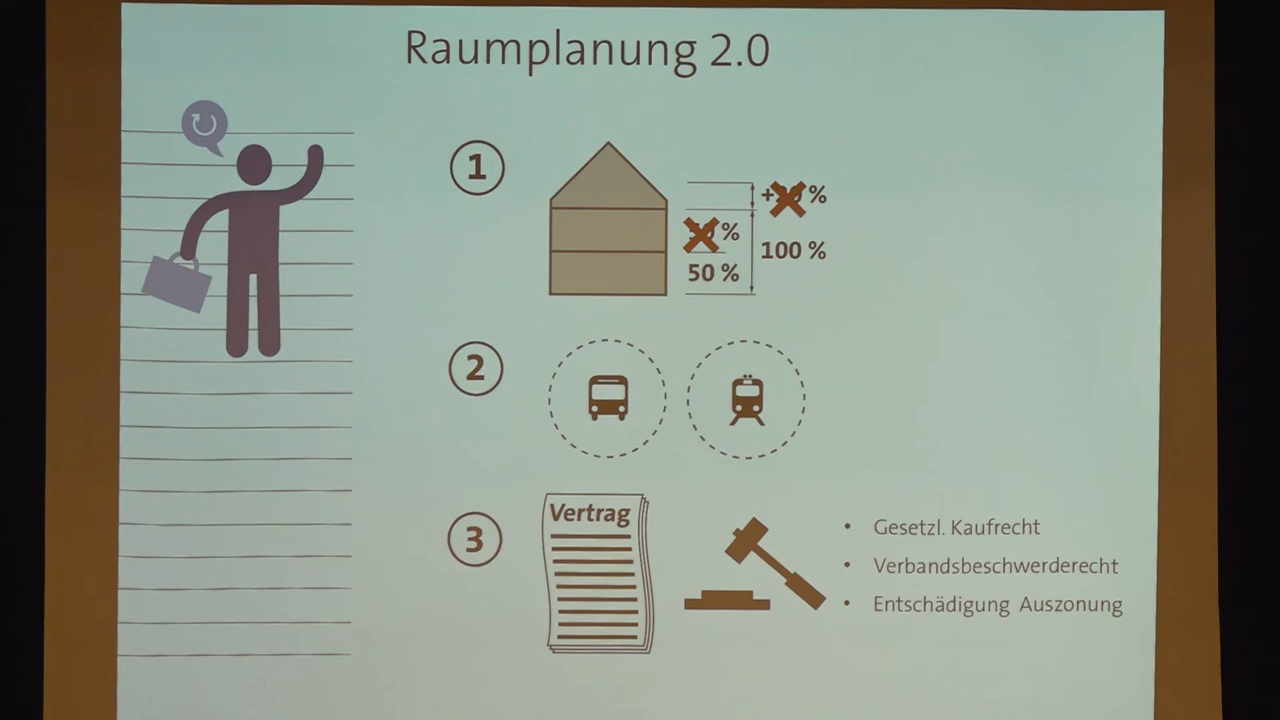 Raumplanung 2.0
1
%
%
100 %
50 %
2
3
Vertrag
• Gesetzl. Kaufrecht
• Verbandsbeschwerderecht
• Entschädigung Auszonung